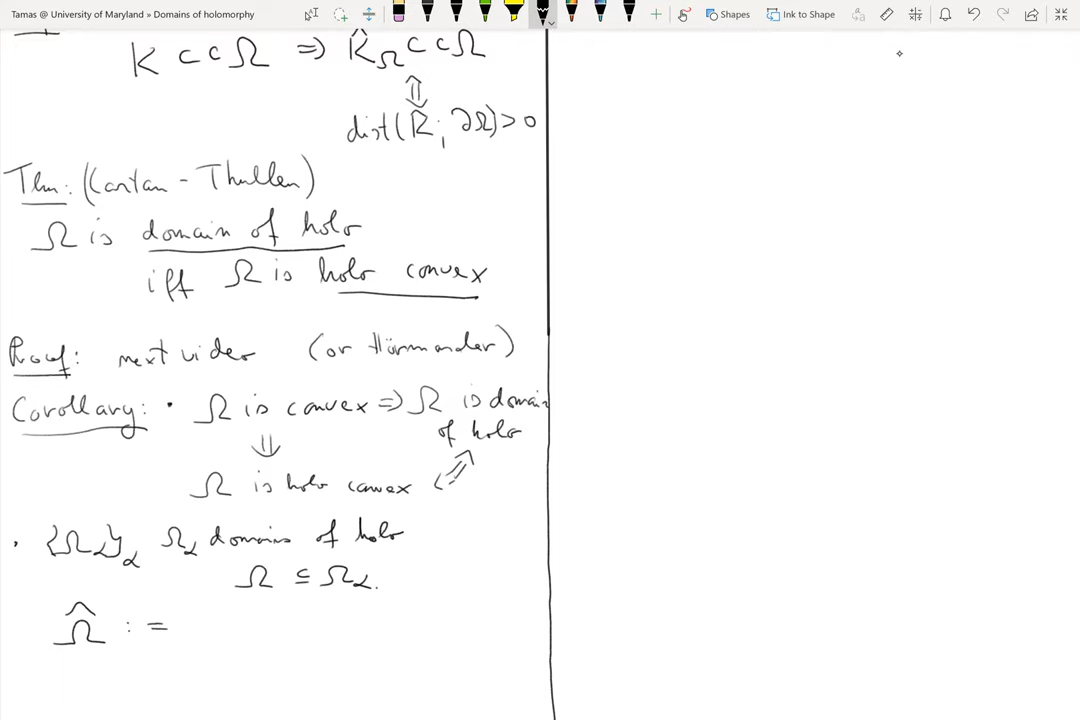 Tamas @ University of Maryland » Domains of holomorphy
Shapes
Ink to Shape
K ⊂⊂ Ω ⇒ K̂_Ω ⊂⊂ Ω
⇕
dist(K̂; ∂Ω) > 0
Thm: (Cartan - Thullen)
Ω is domain of holo
iff Ω is holo convex
Proof: next video (or Hörmander)
Corollary: · Ω is convex ⇒ Ω is domain
of holo
⇓
Ω is holo convex ⇔
· {Ω_α}_α Ω_α domains of holo
Ω ⊆ Ω_α.
Ω̂ :=